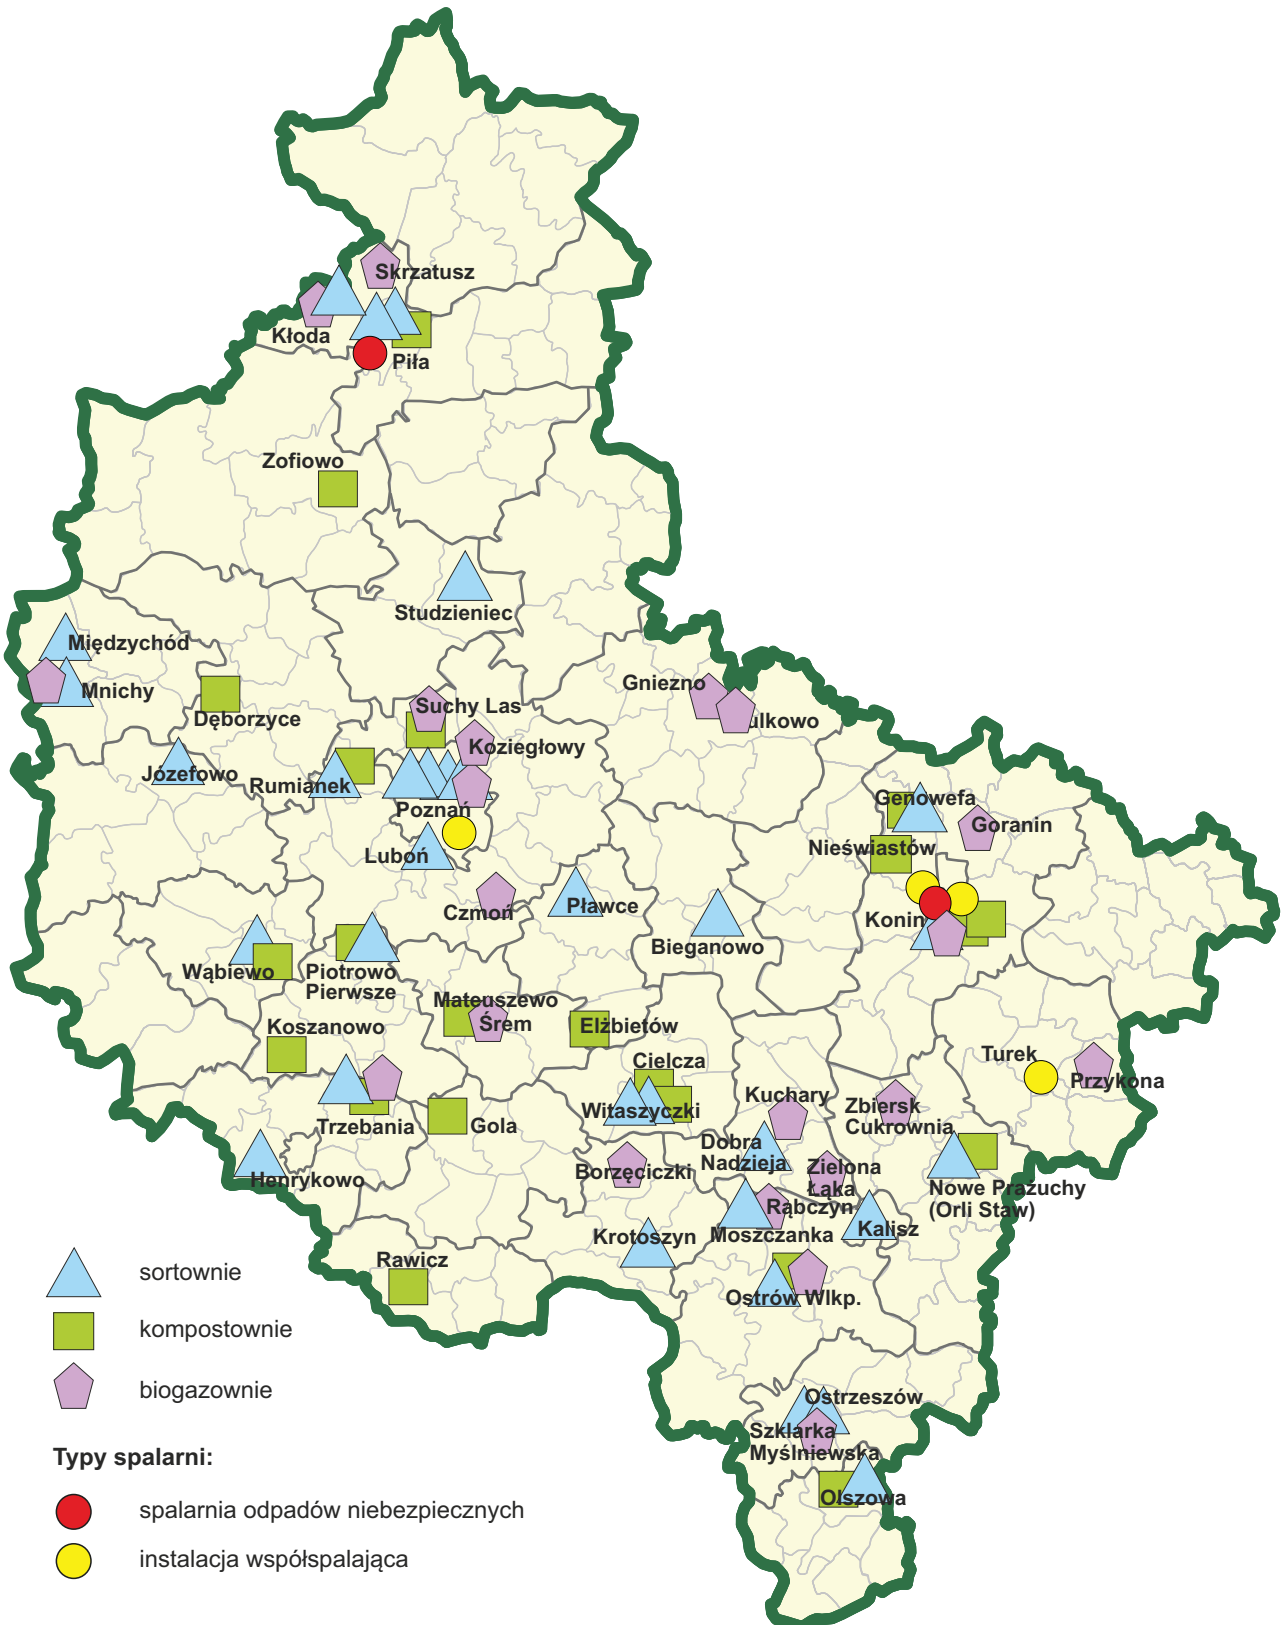 Skrzatusz
Kłoda
Piła
Zofiowo
Studzieniec
Międzychód
Mnichy
Dęborzyce
Suchy Las
Gniezno
ulkowo
Koziegłowy
Józefowo
Rumianek
Poznań
Luboń
Genowefa
Goranin
Nieświastów
Czmoń
Pławce
Konin
Bieganowo
Wąbiewo
Piotrowo
Pierwsze
Mateuszewo
Śrem
Elżbietów
Koszanowo
Cielcza
Turek
Przykona
Kuchary
Zbiersk
Cukrownia
Witaszyczki
Trzebania
Gola
Dobra
Nadzieja
Borzęciczki
Zielona
Łąka
Henrykowo
Nowe Prażuchy
(Orli Staw)
Rąbczyn
Krotoszyn
Moszczanka
Kalisz
Rawicz
Ostrów Wlkp.
Ostrzeszów
Szklarka
Myślniewska
Olszowa
sortownie
kompostownie
biogazownie
Typy spalarni:
spalarnia odpadów niebezpiecznych
instalacja współspalająca